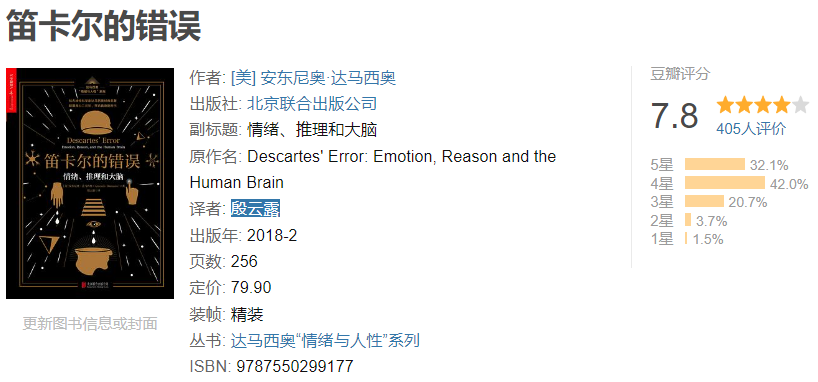 笛卡尔的错误
Descartes' Error
Emotion, Reason, and the Human Brain
笛卡尔的错误
情绪、推理和大脑
更新图书信息或封面
作者: [美] 安东尼奥·达马西奥
出版社: 北京联合出版公司
副标题: 情绪、推理和大脑
原作名: Descartes' Error: Emotion, Reason and the
Human Brain
译者: 殷云露
出版年: 2018-2
页数: 256
定价: 79.90
装帧: 精装
丛书: 达马西奥“情绪与人性”系列
ISBN: 9787550299177
豆瓣评分
7.8
405人评价
5星 32.1%
4星 42.0%
3星 20.7%
2星 3.7%
1星 1.5%